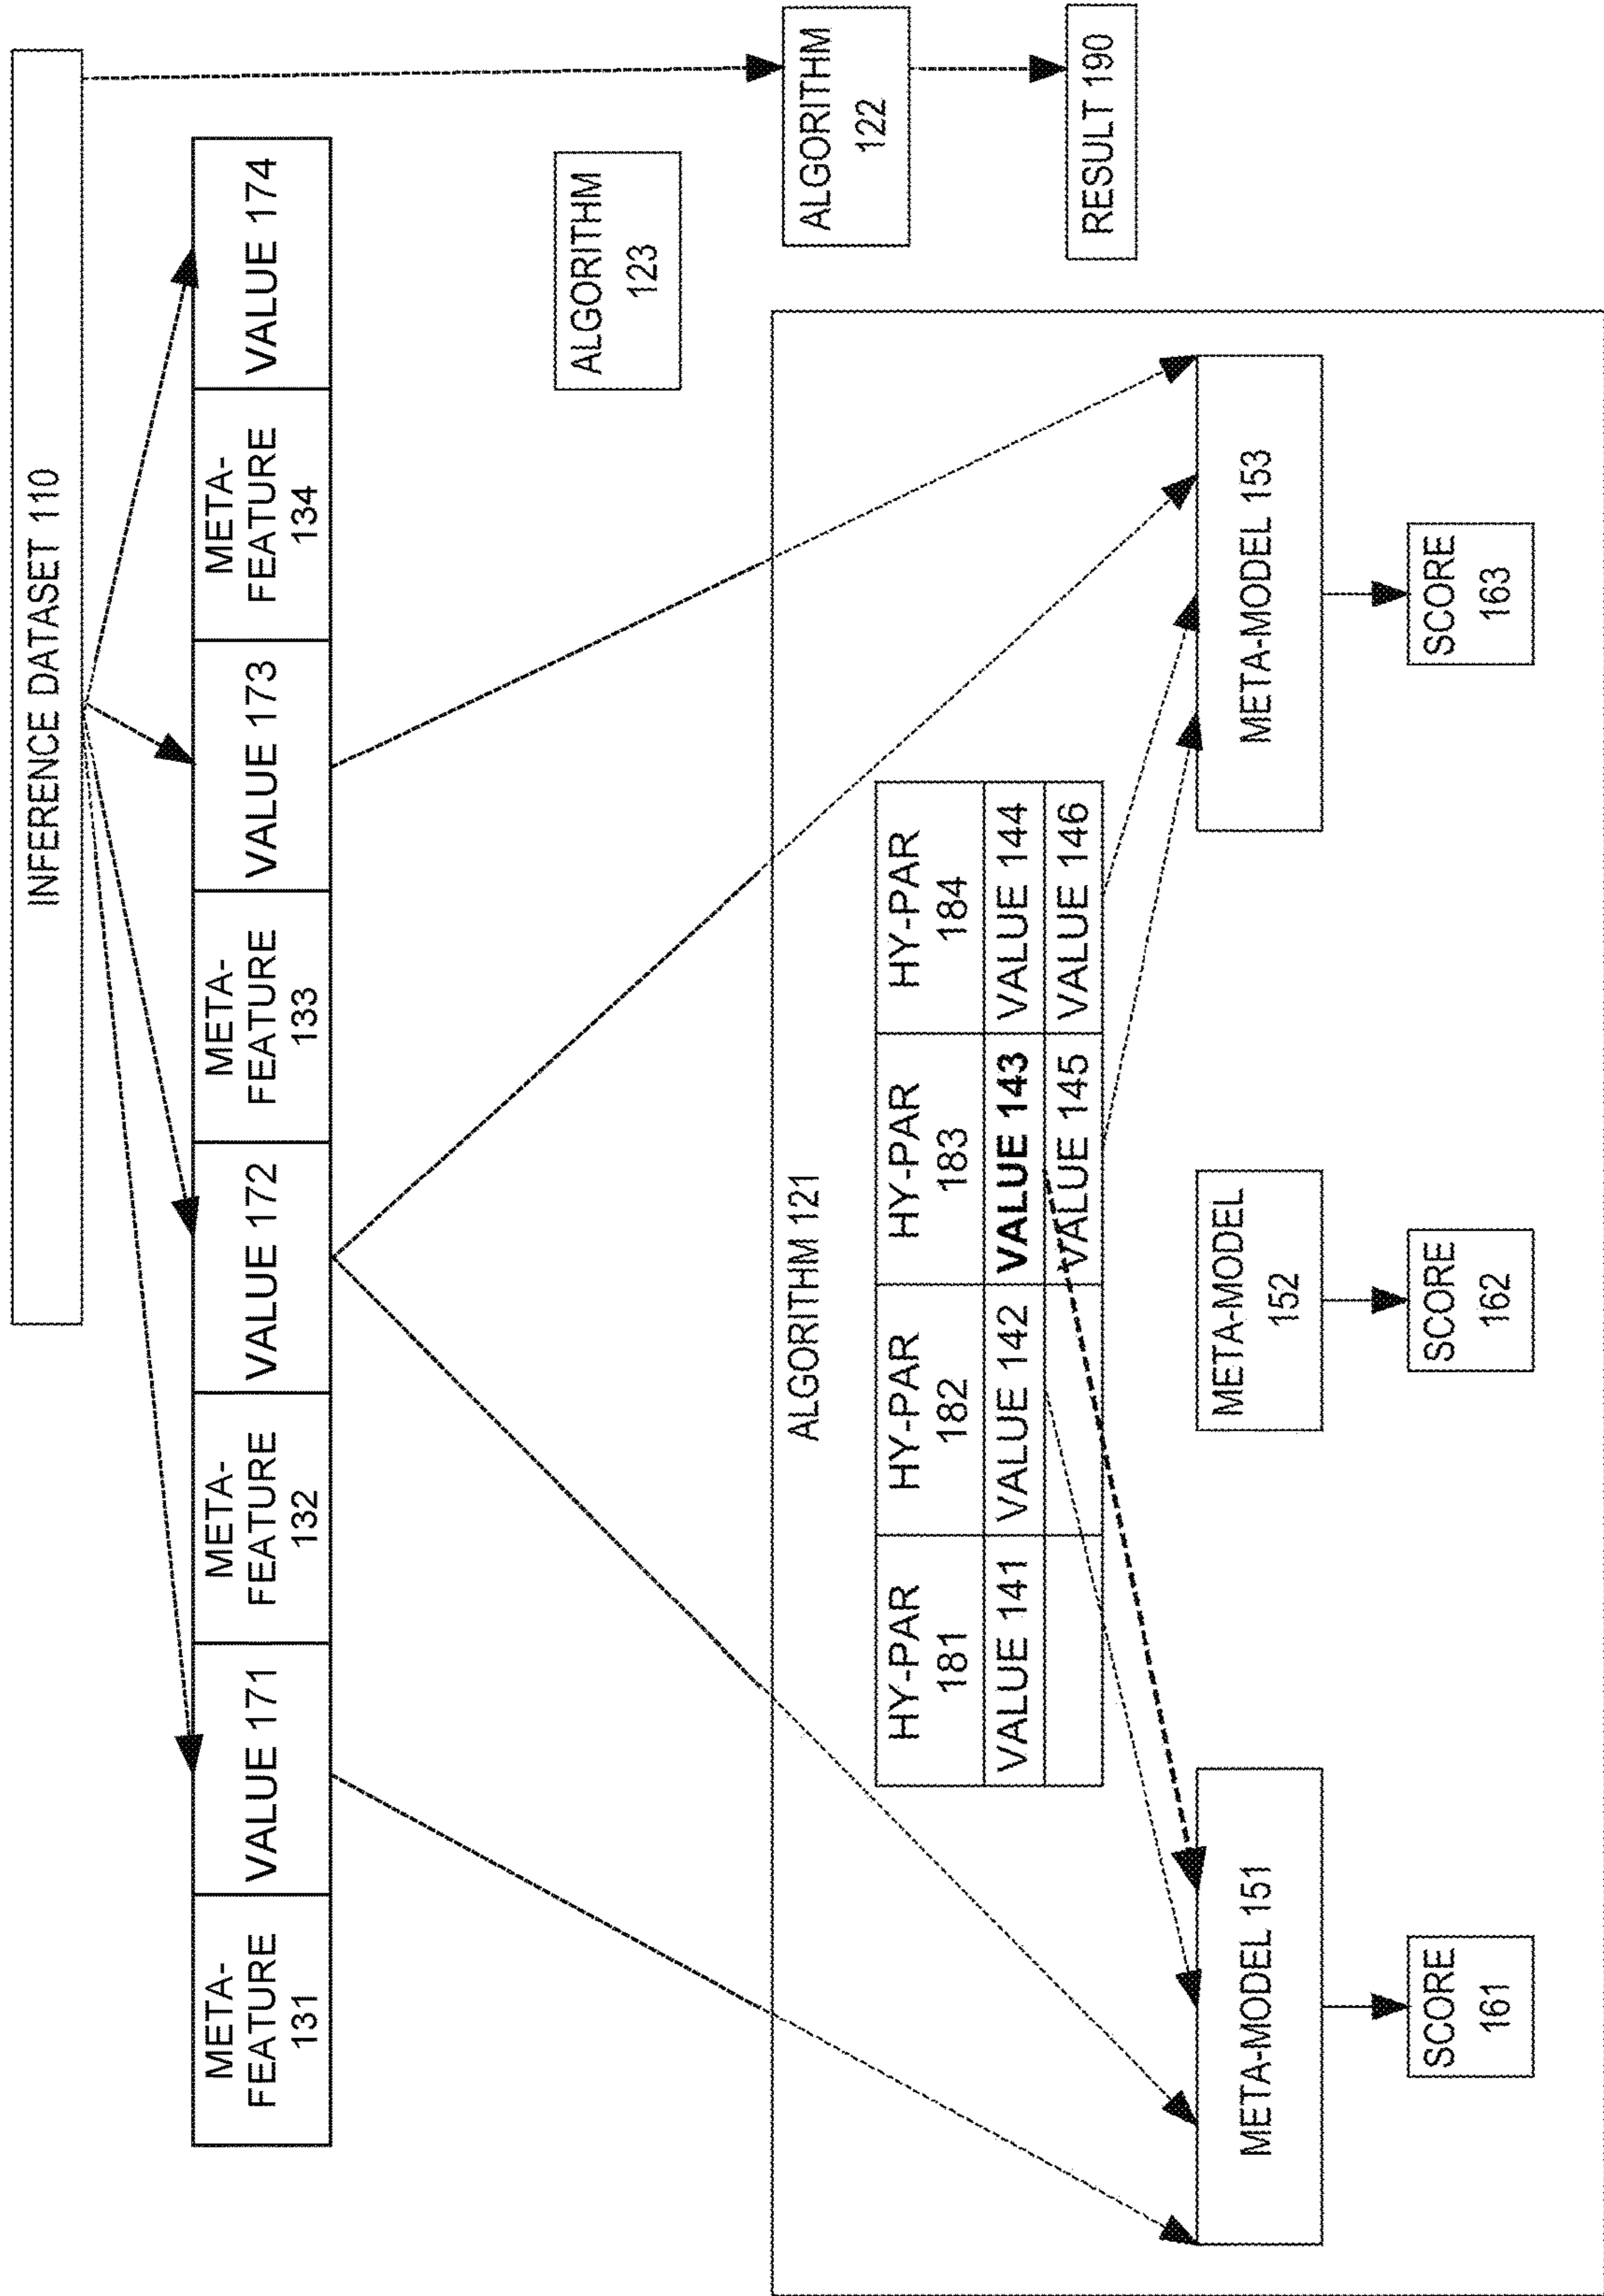 INFERENCE DATASET 110
META-
FEATURE
131
VALUE 171
META-
FEATURE
132
VALUE 172
META-
FEATURE
133
VALUE 173
META-
FEATURE
134
VALUE 174
ALGORITHM
123
ALGORITHM
122
RESULT 190
ALGORITHM 121
HY-PAR
181
HY-PAR
182
HY-PAR
183
HY-PAR
184
VALUE 141
VALUE 142
VALUE 143
VALUE 144
VALUE 145
VALUE 146
META-MODEL 151
META-MODEL
152
META-MODEL 153
SCORE
161
SCORE
162
SCORE
163